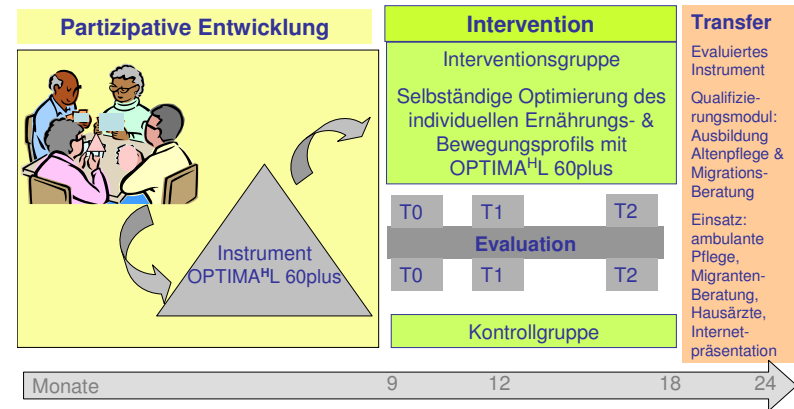 Partizipative Entwicklung
Instrument
OPTIMAHL 60plus
Intervention
Interventionsgruppe
Selbständige Optimierung des
individuellen Ernährungs- &
Bewegungsprofils mit
OPTIMAHL 60plus
T0 T1 T2
Evaluation
T0 T1 T2
Kontrollgruppe
Transfer
Evaluiertes
Instrument
Qualifizie-
rungsmodul:
Ausbildung
Altenpflege &
Migrations-
Beratung
Einsatz:
ambulante
Pflege,
Migranten-
Beratung,
Hausärzte,
Internet-
präsentation
Monate 9 12 18 24